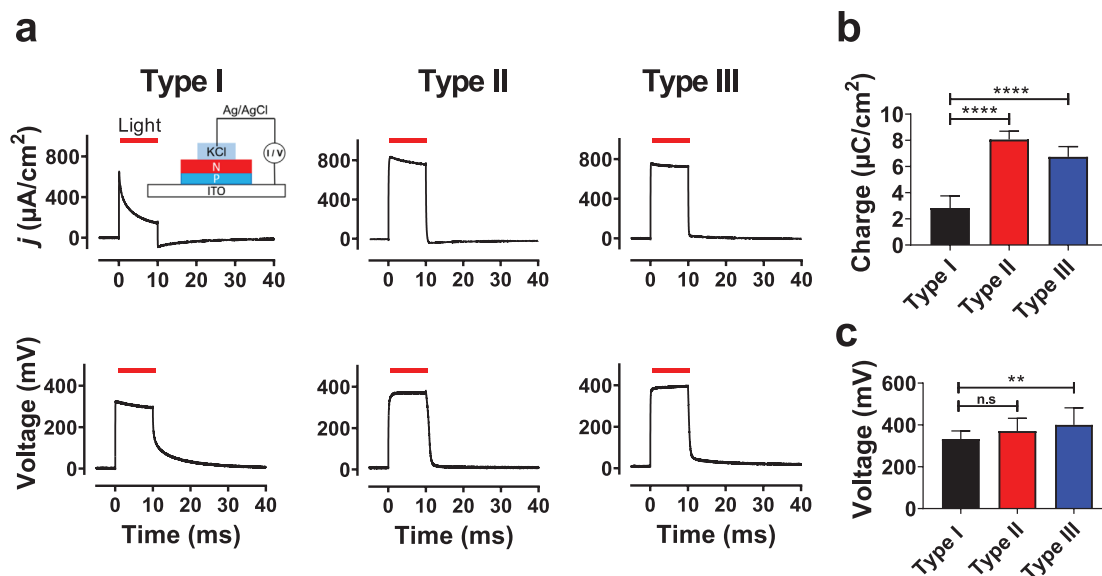 a
Type I
Type II
Type III
Ag/AgCl
Light
KCl
I / V
N
P
ITO
j (µA/cm²)
800
400
0
0 10 20 30 40
800
400
0
0 10 20 30 40
800
400
0
0 10 20 30 40
Voltage (mV)
400
200
0
0 10 20 30 40
Time (ms)
400
200
0
0 10 20 30 40
Time (ms)
400
200
0
0 10 20 30 40
Time (ms)
b
Charge (µC/cm²)
10
8
6
4
2
0
****
****
Type I
Type II
Type III
c
Voltage (mV)
600
400
200
0
**
n.s
Type I
Type II
Type III